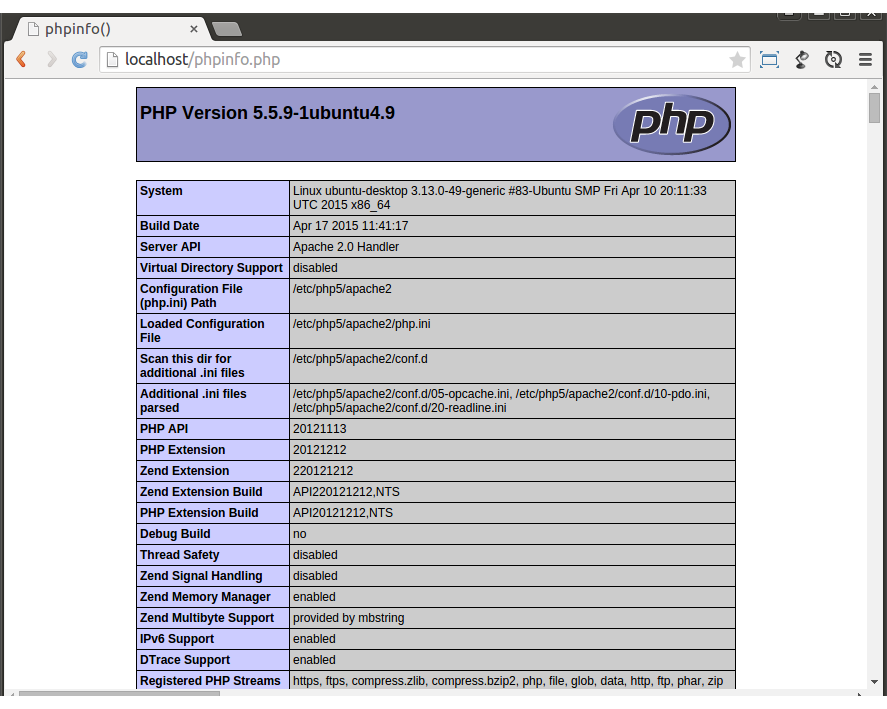 phpinfo()
localhost/phpinfo.php
PHP Version 5.5.9-1ubuntu4.9
php
System Linux ubuntu-desktop 3.13.0-49-generic #83-Ubuntu SMP Fri Apr 10 20:11:33
UTC 2015 x86_64
Build Date Apr 17 2015 11:41:17
Server API Apache 2.0 Handler
Virtual Directory Support disabled
Configuration File /etc/php5/apache2
(php.ini) Path
Loaded Configuration /etc/php5/apache2/php.ini
File
Scan this dir for /etc/php5/apache2/conf.d
additional .ini files
Additional .ini files /etc/php5/apache2/conf.d/05-opcache.ini, /etc/php5/apache2/conf.d/10-pdo.ini,
parsed /etc/php5/apache2/conf.d/20-readline.ini
PHP API 20121113
PHP Extension 20121212
Zend Extension 220121212
Zend Extension Build API220121212,NTS
PHP Extension Build API20121212,NTS
Debug Build no
Thread Safety disabled
Zend Signal Handling disabled
Zend Memory Manager enabled
Zend Multibyte Support provided by mbstring
IPv6 Support enabled
DTrace Support enabled
Registered PHP Streams https, ftps, compress.zlib, compress.bzip2, php, file, glob, data, http, ftp, phar, zip